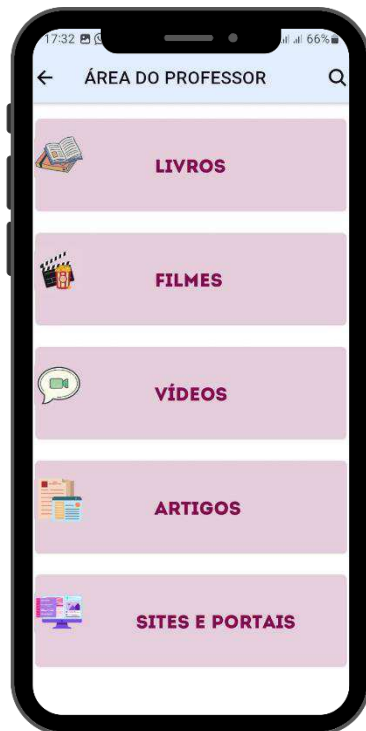 17:32
66%
ÁREA DO PROFESSOR
LIVROS
FILMES
VÍDEOS
ARTIGOS
SITES E PORTAIS